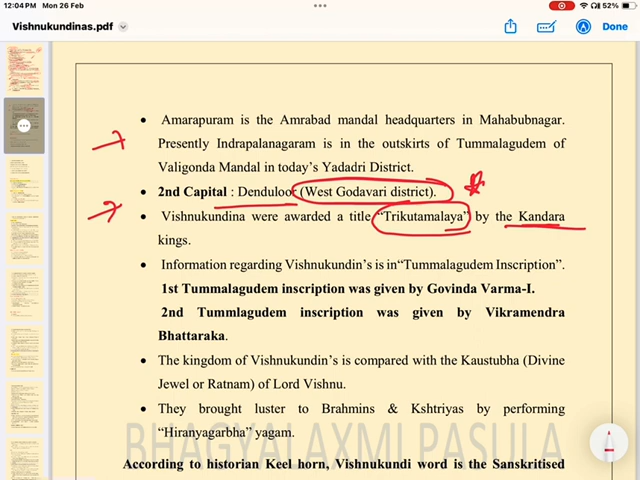 12:04 PM Mon 26 Feb
52%
Vishnukundinas.pdf
Done
• Amarapuram is the Amrabad mandal headquarters in Mahabubnagar.
Presently Indrapalanagaram is in the outskirts of Tummalagudem of
Valigonda Mandal in today's Yadadri District.
• 2nd Capital : Denduloor (West Godavari district).
• Vishnukundina were awarded a title "Trikutamalaya" by the Kandara
kings.
• Information regarding Vishnukundin's is in"Tummalagudem Inscription".
1st Tummalagudem inscription was given by Govinda Varma-I.
2nd Tummlagudem inscription was given by Vikramendra
Bhattaraka.
• The kingdom of Vishnukundin's is compared with the Kaustubha (Divine
Jewel or Ratnam) of Lord Vishnu.
• They brought luster to Brahmins & Kshtriyas by performing
"Hiranyagarbha" yagam.
BHAGYALAXMI PASULA
According to historian Keel horn, Vishnukundi word is the Sanskritised